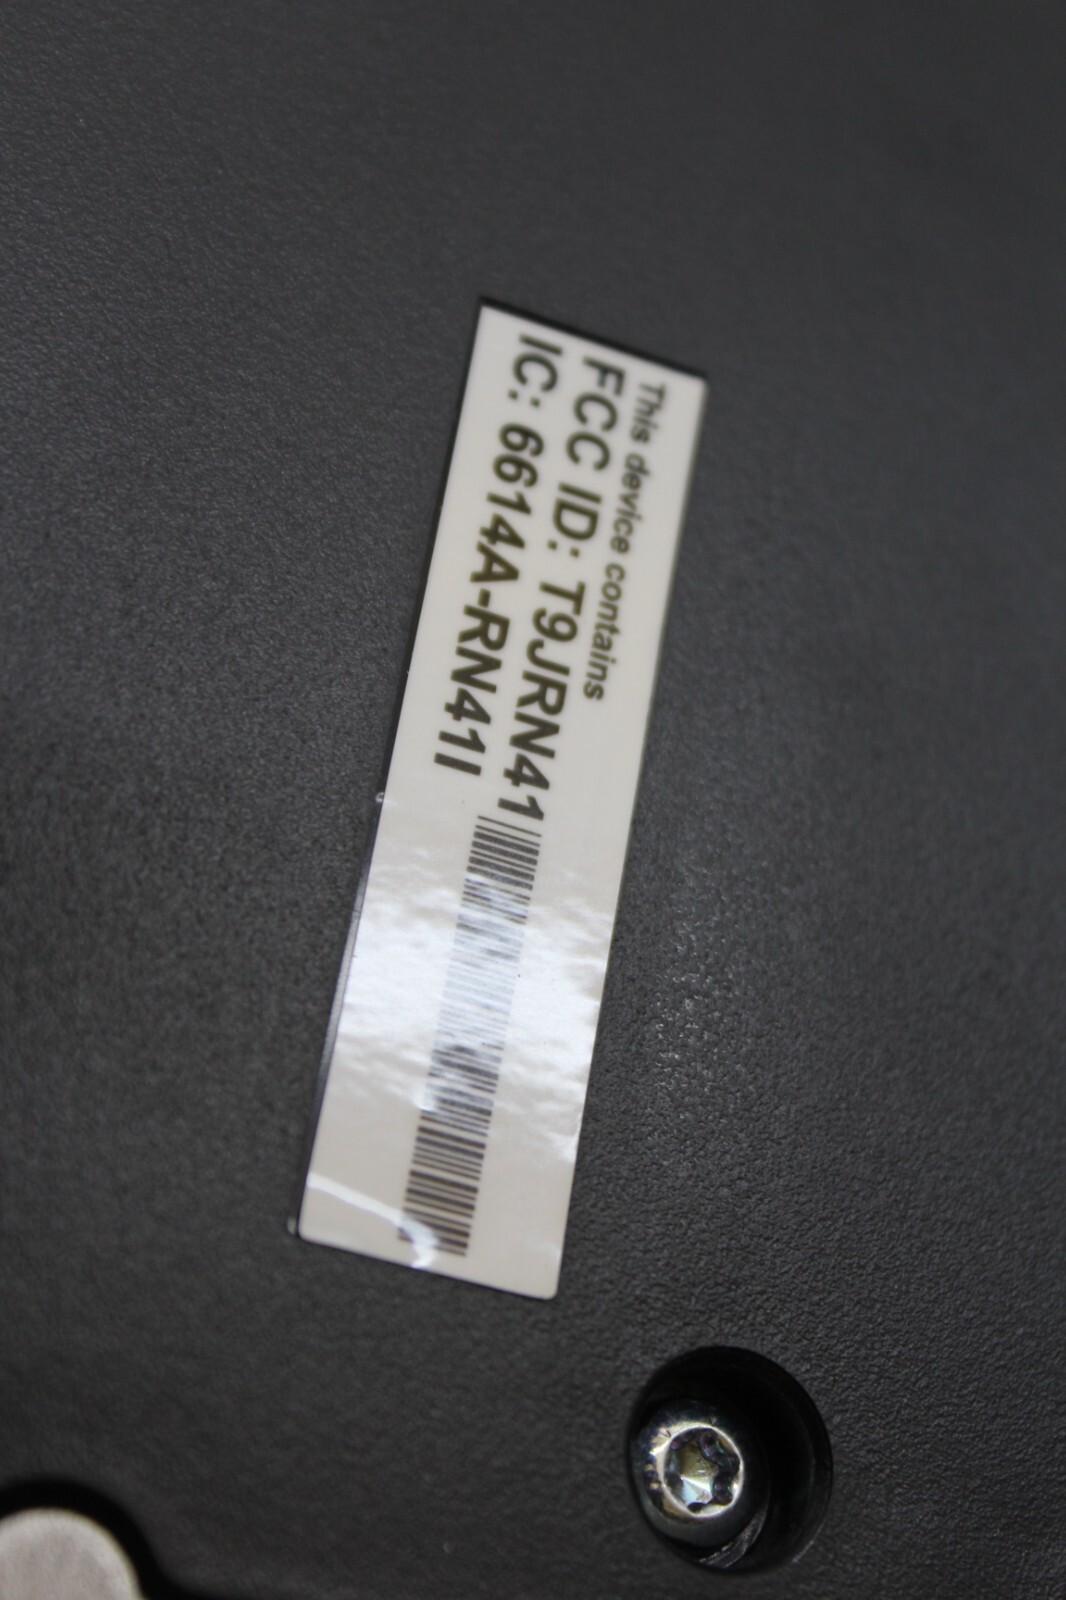 This device contains
FCC ID: T9JRN41
IC: 6614A-RN41I